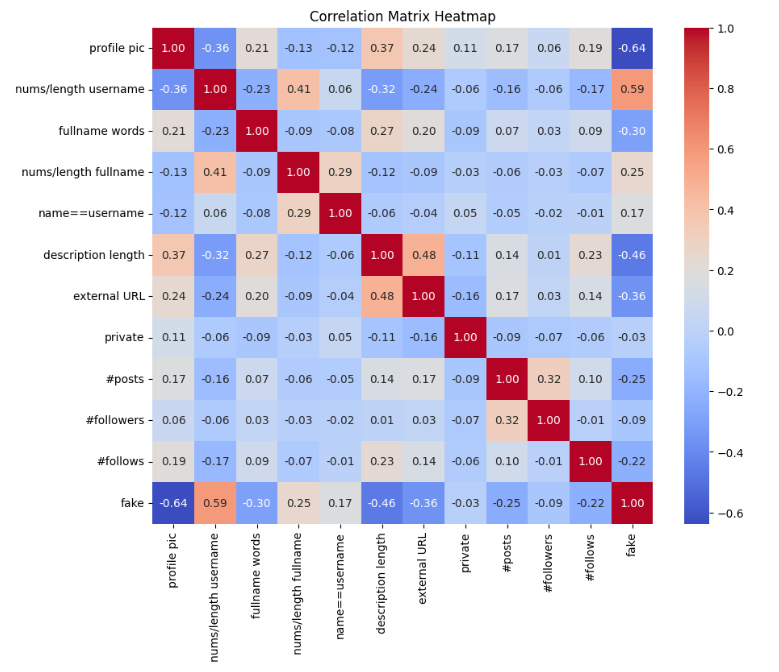 Correlation Matrix Heatmap
profile pic 1.00 -0.36 0.21 -0.13 -0.12 0.37 0.24 0.11 0.17 0.06 0.19 -0.64
nums/length username -0.36 1.00 -0.23 0.41 0.06 -0.32 -0.24 -0.06 -0.16 -0.06 -0.17 0.59
fullname words 0.21 -0.23 1.00 -0.09 -0.08 0.27 0.20 -0.09 0.07 0.03 0.09 -0.30
nums/length fullname -0.13 0.41 -0.09 1.00 0.29 -0.12 -0.09 -0.03 -0.06 -0.03 -0.07 0.25
name==username -0.12 0.06 -0.08 0.29 1.00 -0.06 -0.04 0.05 -0.05 -0.02 -0.01 0.17
description length 0.37 -0.32 0.27 -0.12 -0.06 1.00 0.48 -0.11 0.14 0.01 0.23 -0.46
external URL 0.24 -0.24 0.20 -0.09 -0.04 0.48 1.00 -0.16 0.17 0.03 0.14 -0.36
private 0.11 -0.06 -0.09 -0.03 0.05 -0.11 -0.16 1.00 -0.09 -0.07 -0.06 -0.03
#posts 0.17 -0.16 0.07 -0.06 -0.05 0.14 0.17 -0.09 1.00 0.32 0.10 -0.25
#followers 0.06 -0.06 0.03 -0.03 -0.02 0.01 0.03 -0.07 0.32 1.00 -0.01 -0.09
#follows 0.19 -0.17 0.09 -0.07 -0.01 0.23 0.14 -0.06 0.10 -0.01 1.00 -0.22
fake -0.64 0.59 -0.30 0.25 0.17 -0.46 -0.36 -0.03 -0.25 -0.09 -0.22 1.00
profile pic
nums/length username
fullname words
nums/length fullname
name==username
description length
external URL
private
#posts
#followers
#follows
fake
1.0
0.8
0.6
0.4
0.2
0.0
−0.2
−0.4
−0.6